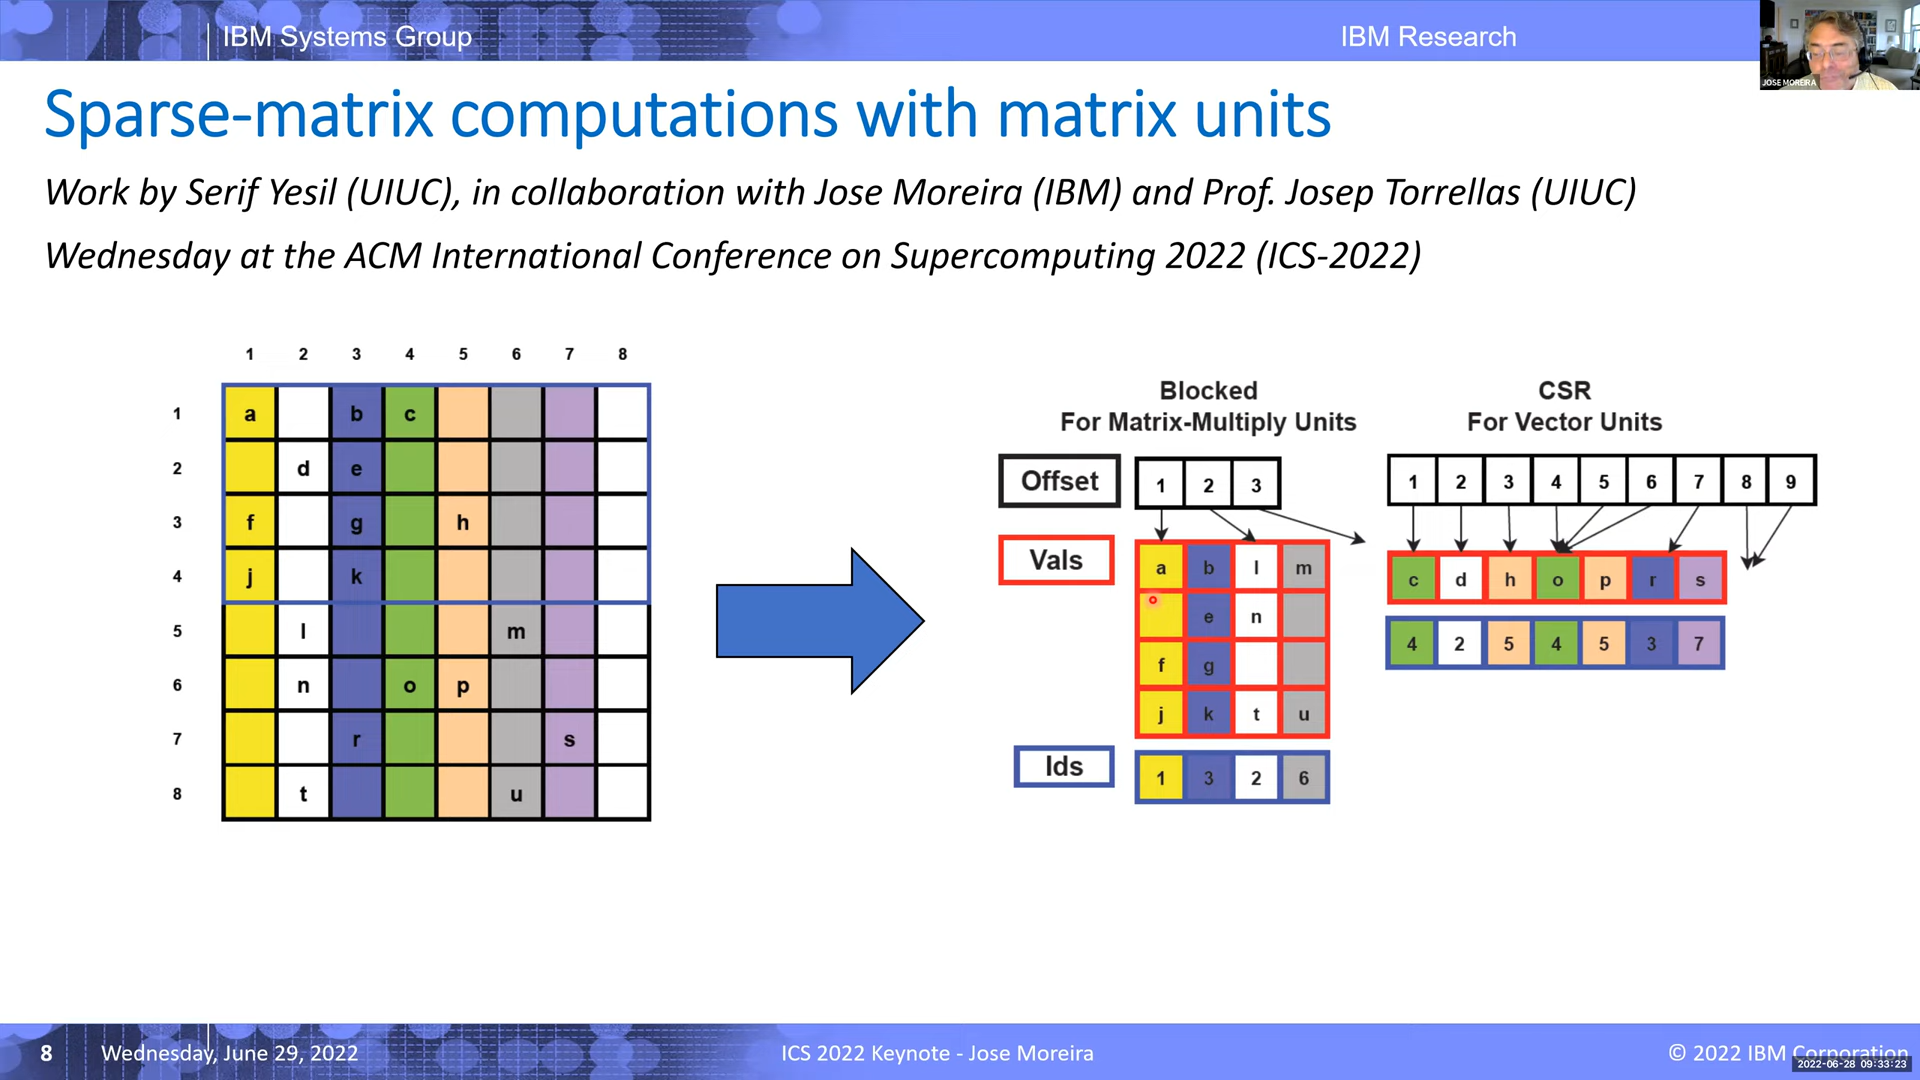 IBM Systems Group
IBM Research
JOSE MOREIRA
Sparse-matrix computations with matrix units
Work by Serif Yesil (UIUC), in collaboration with Jose Moreira (IBM) and Prof. Josep Torrellas (UIUC)
Wednesday at the ACM International Conference on Supercomputing 2022 (ICS-2022)
1 2 3 4 5 6 7 8
1 a b c
2 d e
3 f g h
4 j k
5 l m
6 n o p
7 r s
8 t u
Blocked
For Matrix-Multiply Units
Offset 1 2 3
Vals
a b l m
e n
f g
j k t u
Ids 1 3 2 6
CSR
For Vector Units
1 2 3 4 5 6 7 8 9
c d h o p r s
4 2 5 4 5 3 7
8 Wednesday, June 29, 2022
ICS 2022 Keynote - Jose Moreira
© 2022 IBM Corporation
2022-06-28 09:33:23